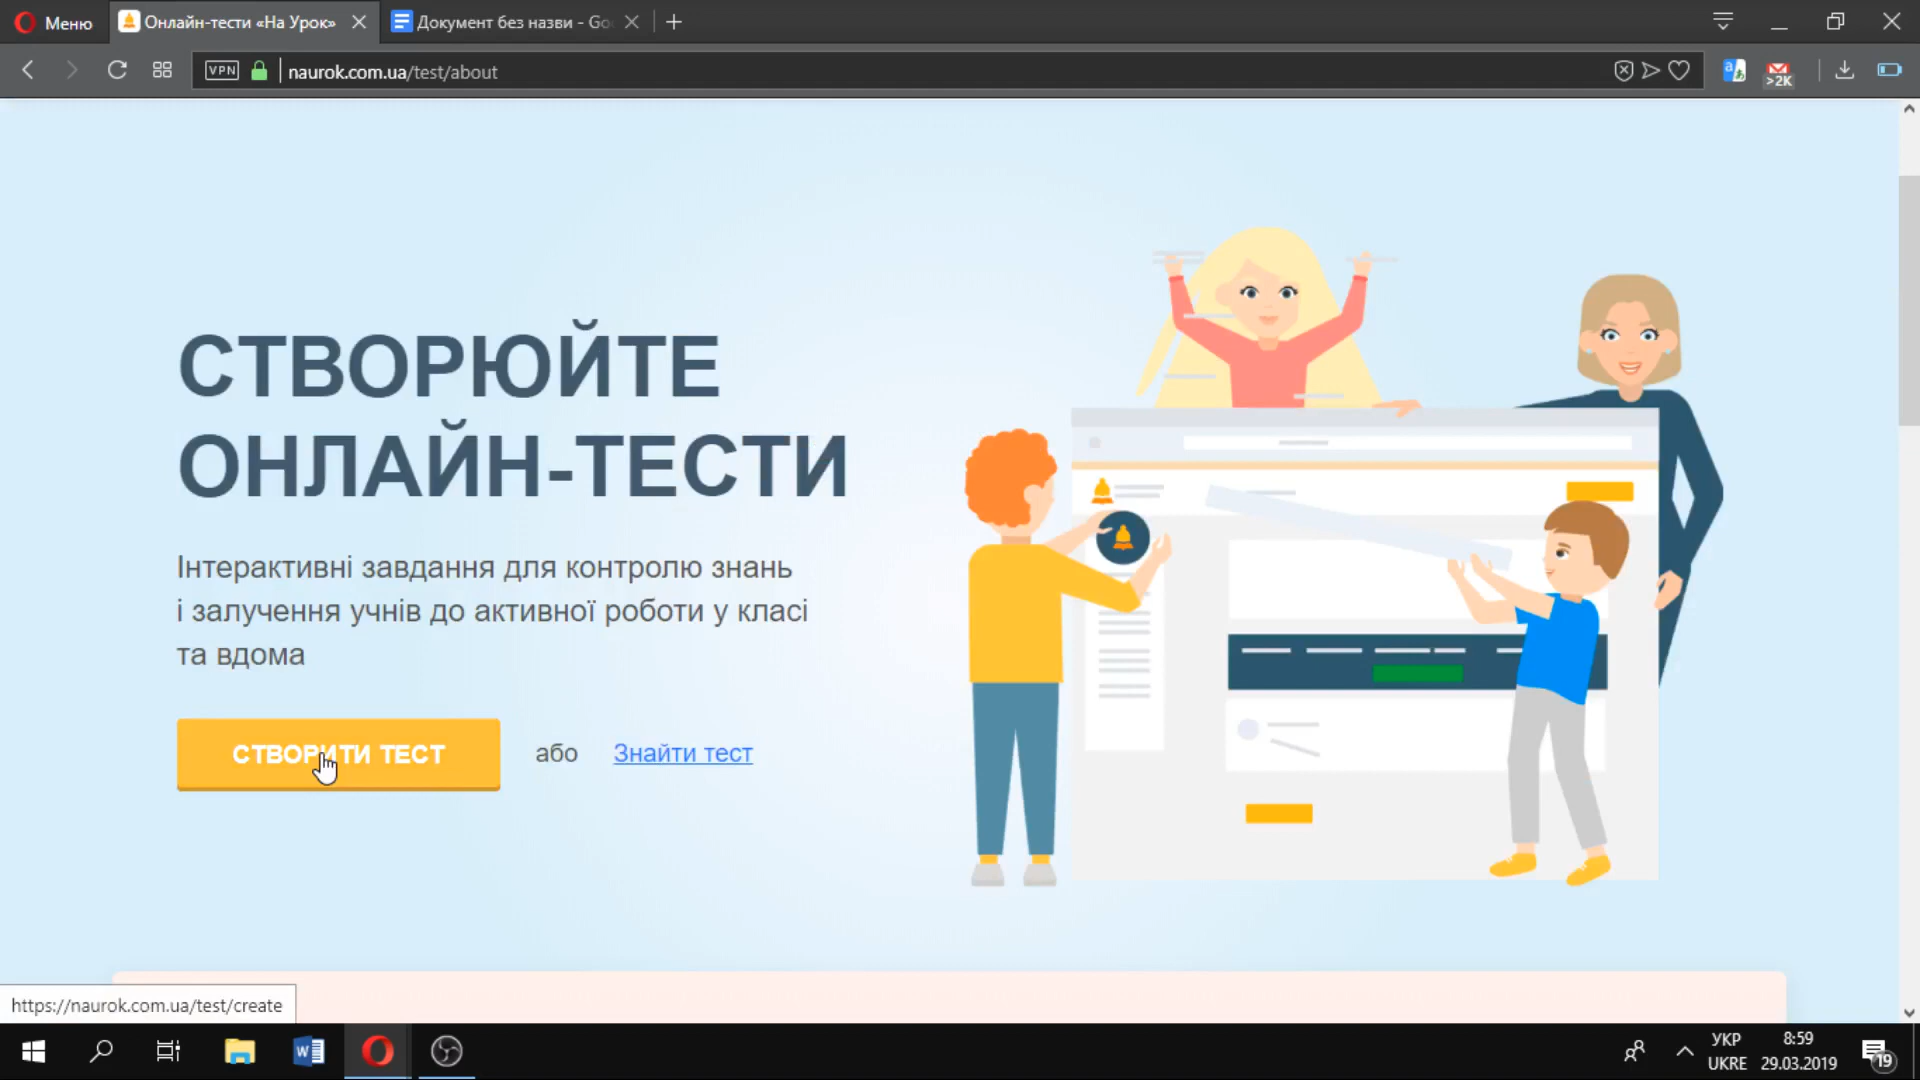 Меню
Онлайн-тести «На Урок»
Документ без назви - Go
VPN
naurok.com.ua/test/about
>2K
СТВОРЮЙТЕ
ОНЛАЙН-ТЕСТИ
Інтерактивні завдання для контролю знань
і залучення учнів до активної роботи у класі
та вдома
СТВОРИТИ ТЕСТ
або
Знайти тест
https://naurok.com.ua/test/create
УКР
UKRE
8:59
29.03.2019
19